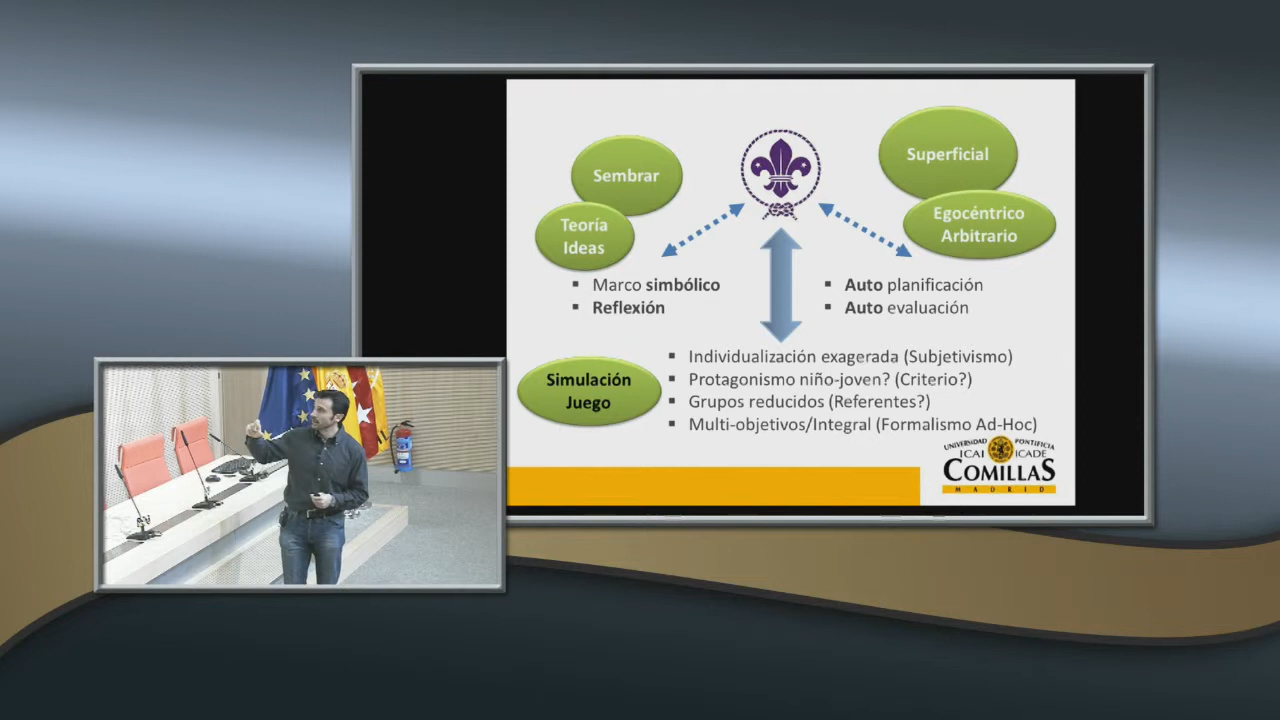 Sembrar
Teoría
Ideas
Superficial
Egocéntrico
Arbitrario
▪ Marco simbólico
▪ Reflexión
▪ Auto planificación
▪ Auto evaluación
Simulación
Juego
▪ Individualización exagerada (Subjetivismo)
▪ Protagonismo niño-joven? (Criterio?)
▪ Grupos reducidos (Referentes?)
▪ Multi-objetivos/Integral (Formalismo Ad-Hoc)
UNIVERSIDAD PONTIFICIA
ICAI ICADE
COMILLAS
MADRID